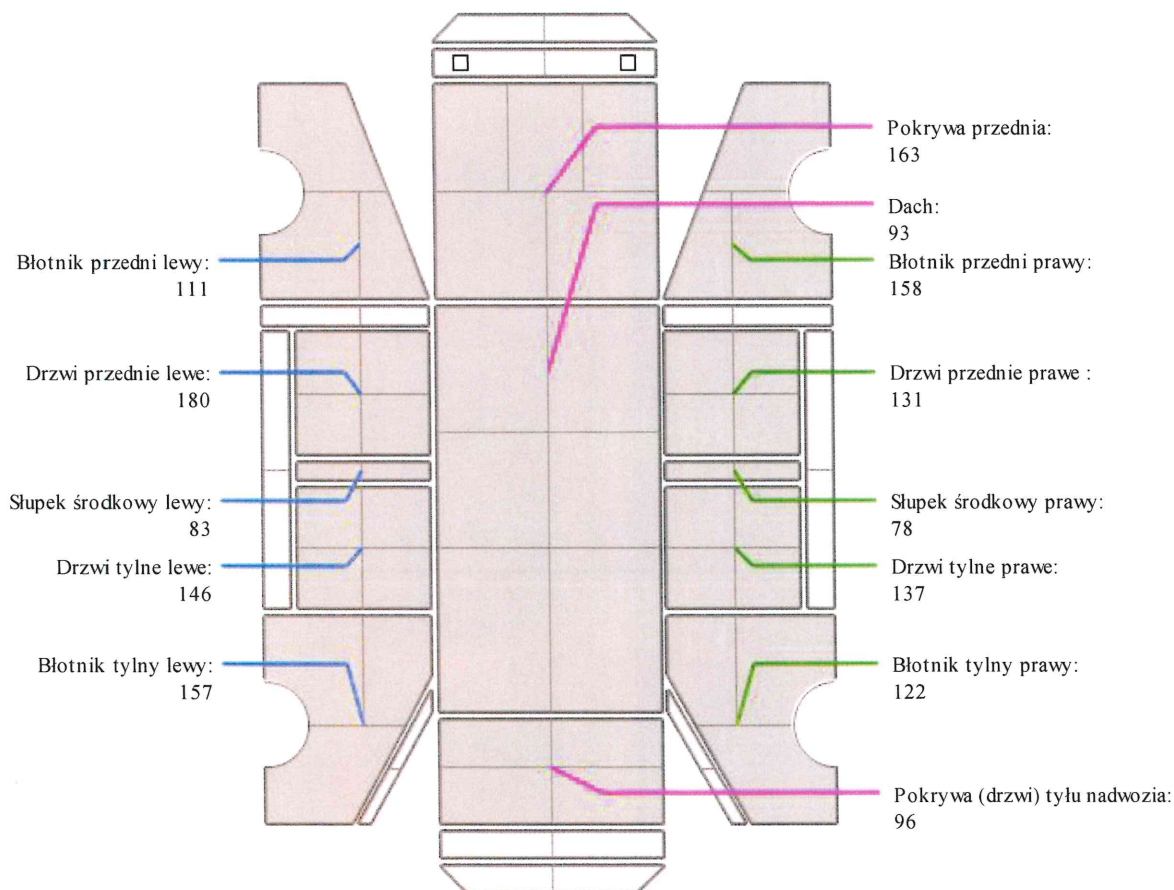 Pokrywa przednia:
163
Dach:
93
Błotnik przedni lewy:
111
Błotnik przedni prawy:
158
Drzwi przednie lewe:
180
Drzwi przednie prawe :
131
Słupek środkowy lewy:
83
Słupek środkowy prawy:
78
Drzwi tylne lewe:
146
Drzwi tylne prawe:
137
Błotnik tylny lewy:
157
Błotnik tylny prawy:
122
Pokrywa (drzwi) tyłu nadwozia:
96